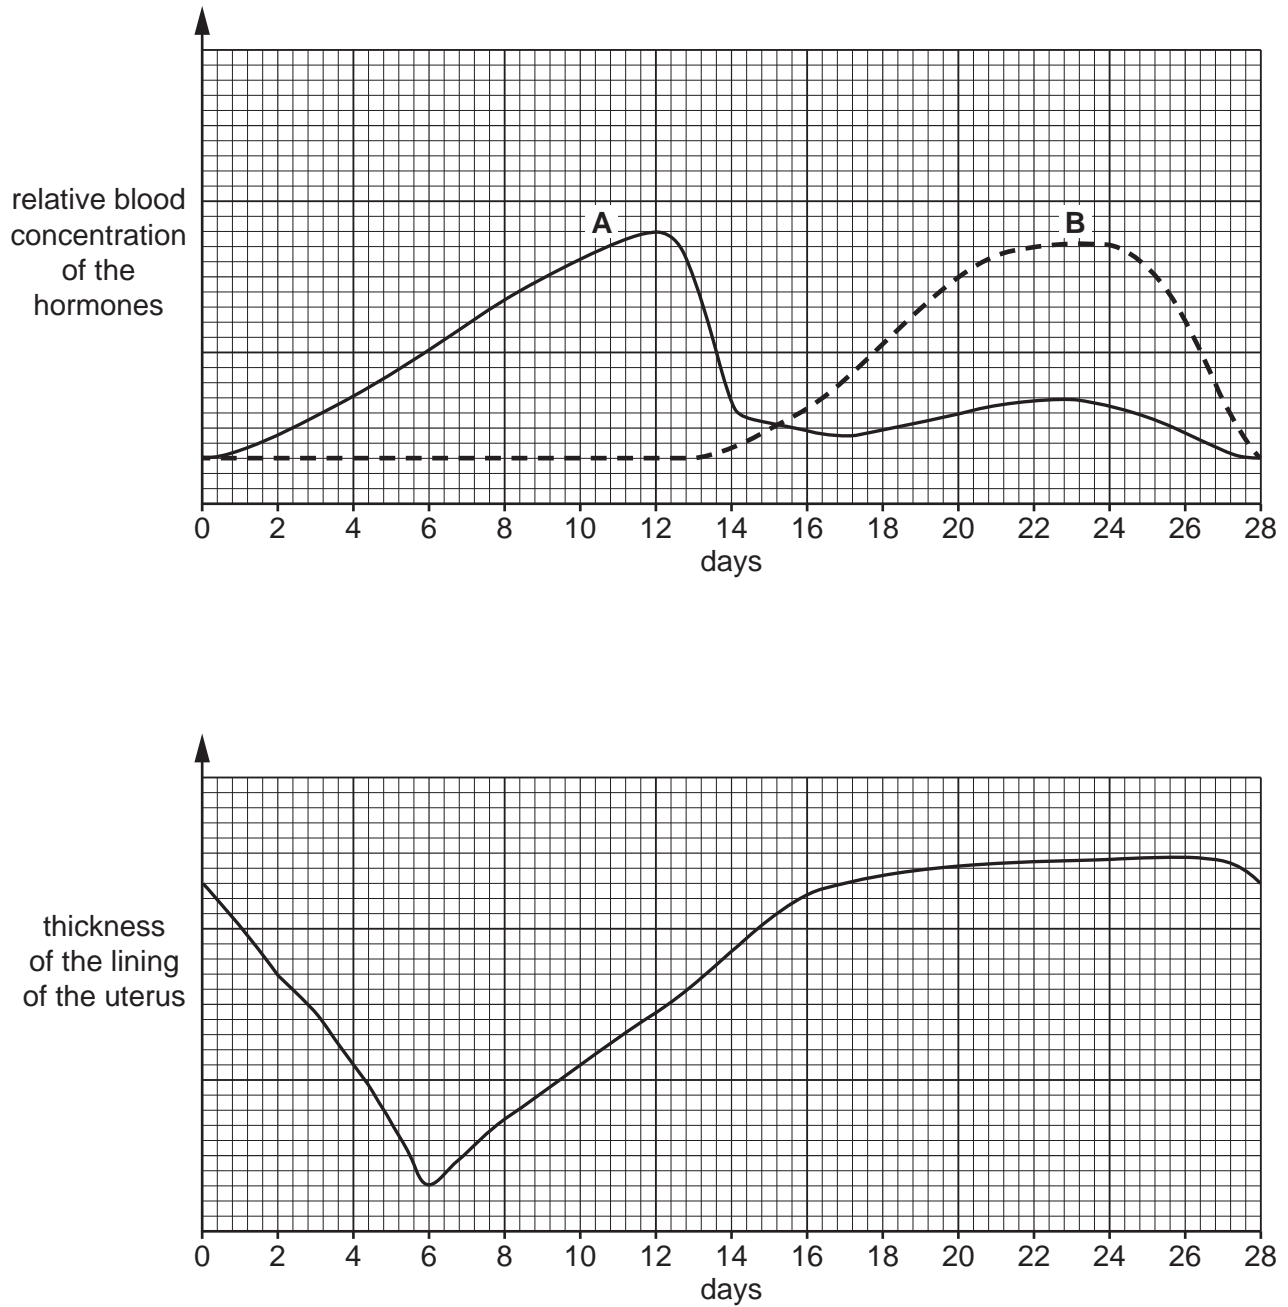 relative blood
concentration
of the
hormones
A
B
0 2 4 6 8 10 12 14 16 18 20 22 24 26 28
days
thickness
of the lining
of the uterus
0 2 4 6 8 10 12 14 16 18 20 22 24 26 28
days